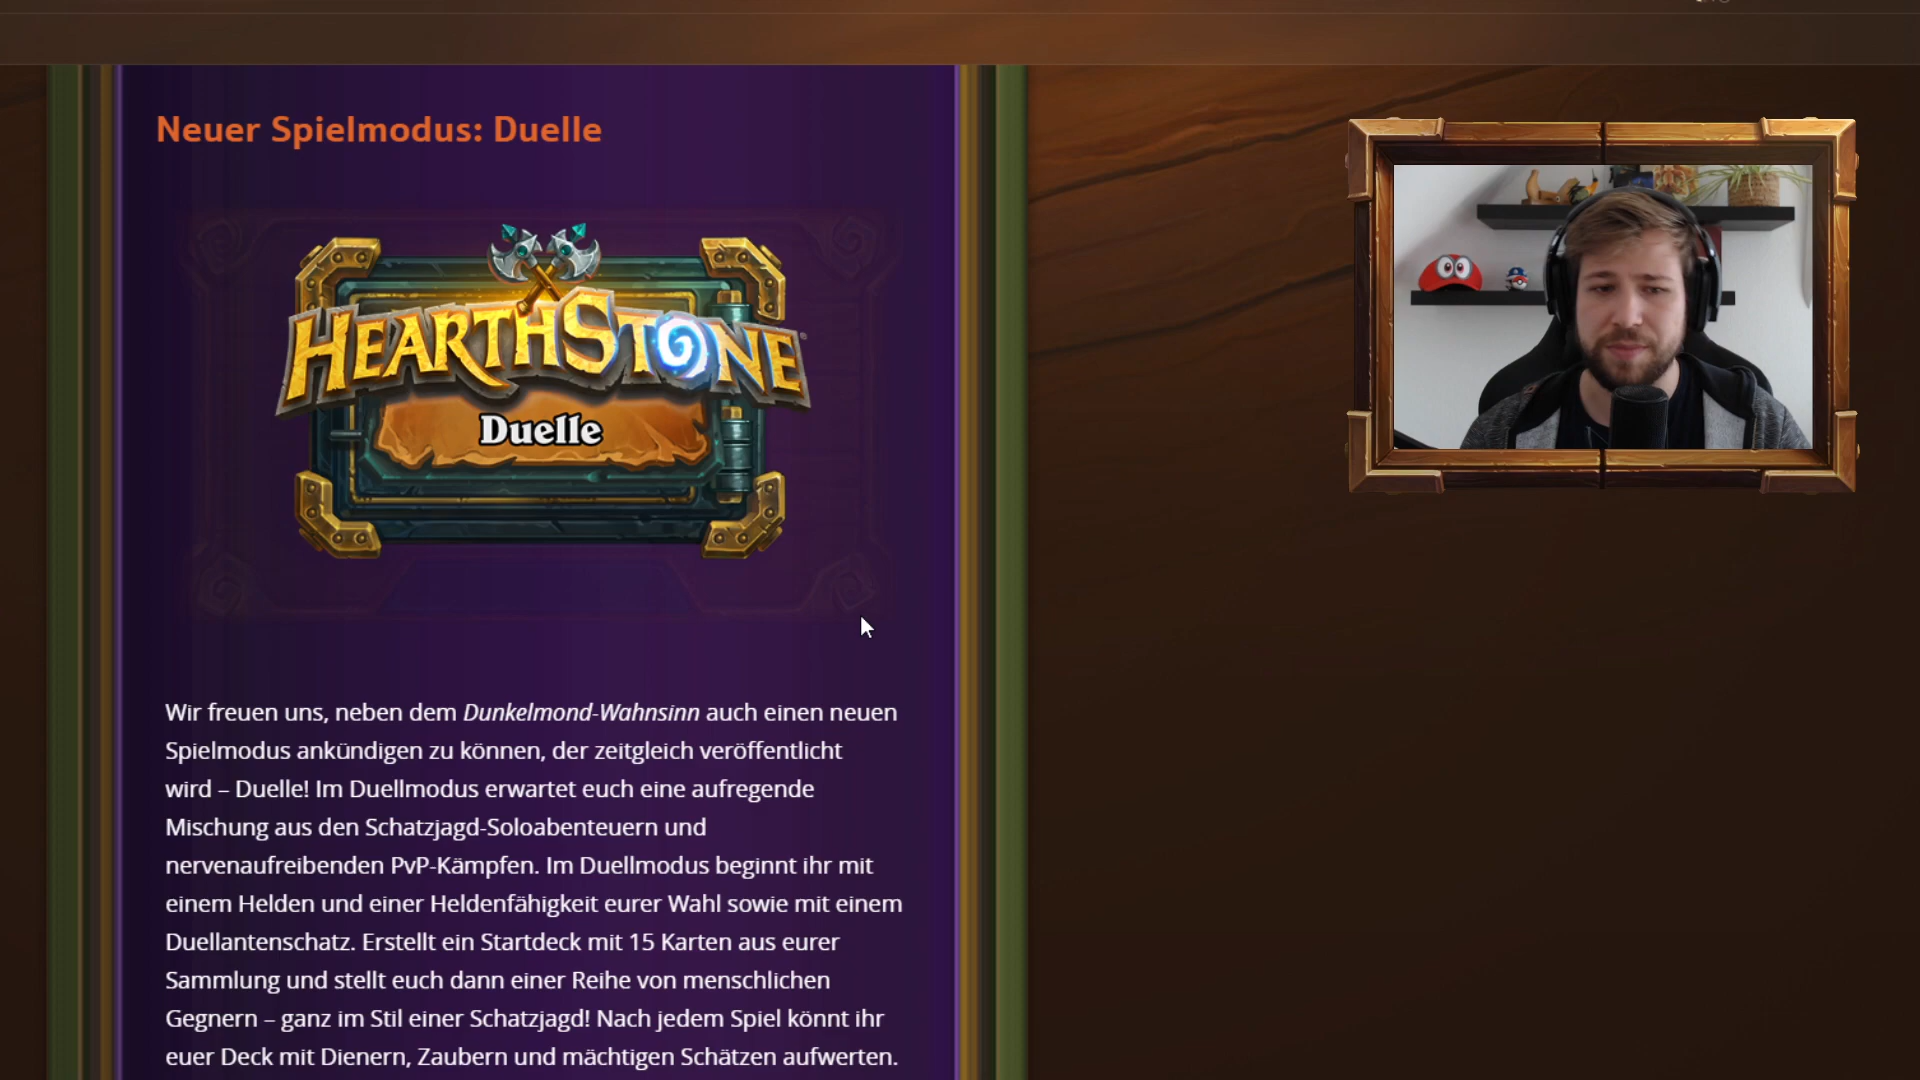 Neuer Spielmodus: Duelle
HEARTHSTONE
Duelle
Wir freuen uns, neben dem Dunkelmond-Wahnsinn auch einen neuen
Spielmodus ankündigen zu können, der zeitgleich veröffentlicht
wird – Duelle! Im Duellmodus erwartet euch eine aufregende
Mischung aus den Schatzjagd-Soloabenteuern und
nervenaufreibenden PvP-Kämpfen. Im Duellmodus beginnt ihr mit
einem Helden und einer Heldenfähigkeit eurer Wahl sowie mit einem
Duellantenschatz. Erstellt ein Startdeck mit 15 Karten aus eurer
Sammlung und stellt euch dann einer Reihe von menschlichen
Gegnern – ganz im Stil einer Schatzjagd! Nach jedem Spiel könnt ihr
euer Deck mit Dienern, Zaubern und mächtigen Schätzen aufwerten.